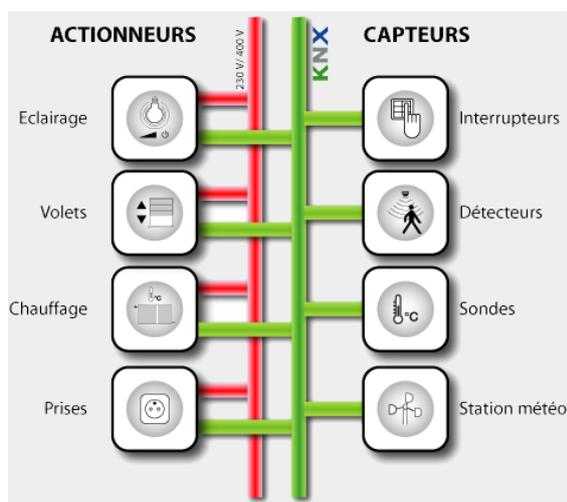 ACTIONNEURS
230 V/ 400 V
KNX
CAPTEURS
Eclairage
Interrupteurs
Volets
Détecteurs
Chauffage
°C
Sondes
°C
Prises
Station météo